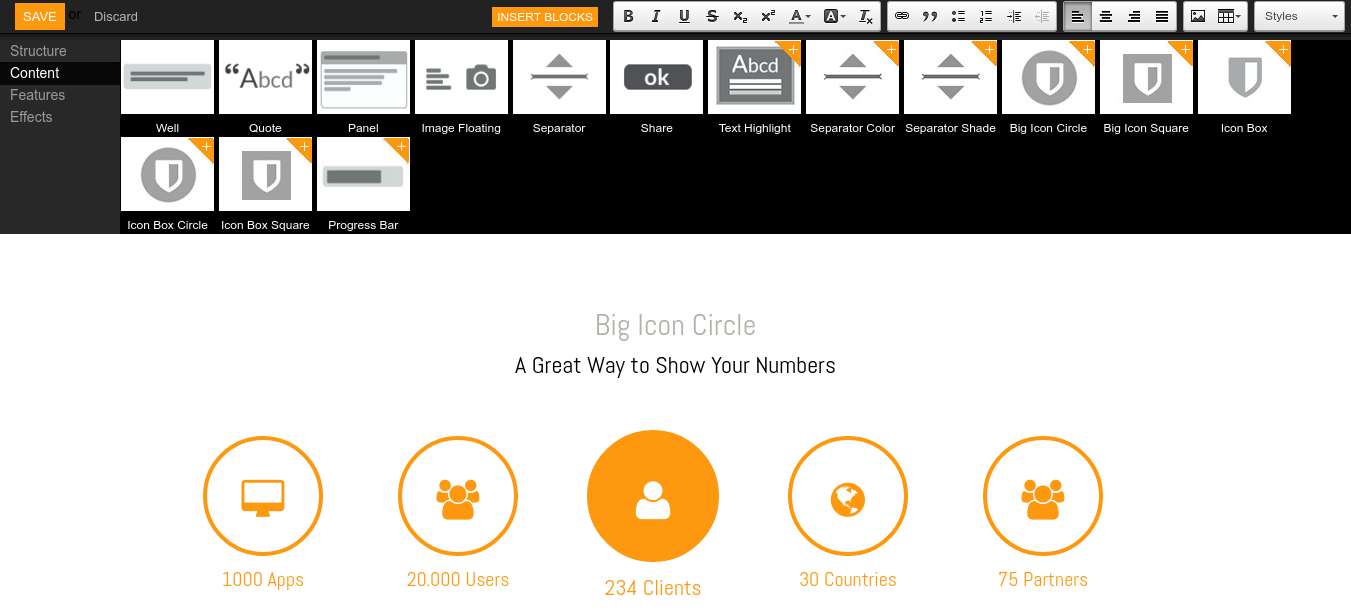 SAVE or Discard INSERT BLOCKS B I U S x₂ x² A A Tx Styles
Structure
Content
Features
Effects
“Abcd”
ok
Abcd
Well Quote Panel Image Floating Separator Share Text Highlight Separator Color Separator Shade Big Icon Circle Big Icon Square Icon Box
Icon Box Circle Icon Box Square Progress Bar
Big Icon Circle
A Great Way to Show Your Numbers
1000 Apps 20.000 Users 234 Clients 30 Countries 75 Partners